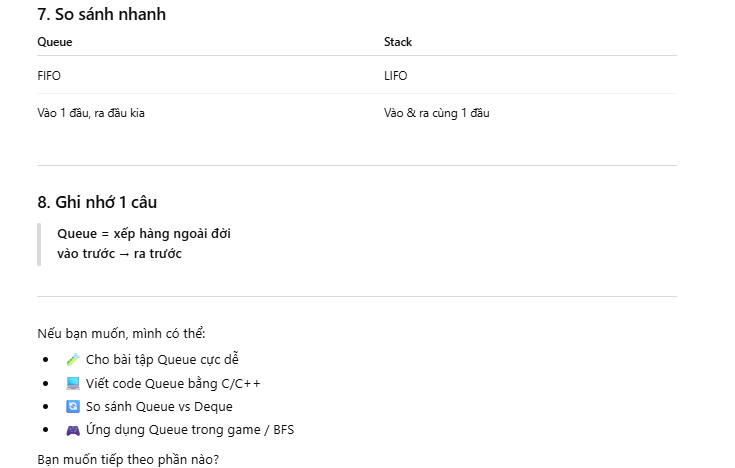 7. So sánh nhanh
Queue Stack
FIFO LIFO
Vào 1 đầu, ra đầu kia Vào & ra cùng 1 đầu
8. Ghi nhớ 1 câu
Queue = xếp hàng ngoài đời
vào trước → ra trước
Nếu bạn muốn, mình có thể:
• 🧪 Cho bài tập Queue cực dễ
• 💻 Viết code Queue bằng C/C++
• 🔄 So sánh Queue vs Deque
• 🎮 Ứng dụng Queue trong game / BFS
Bạn muốn tiếp theo phần nào?